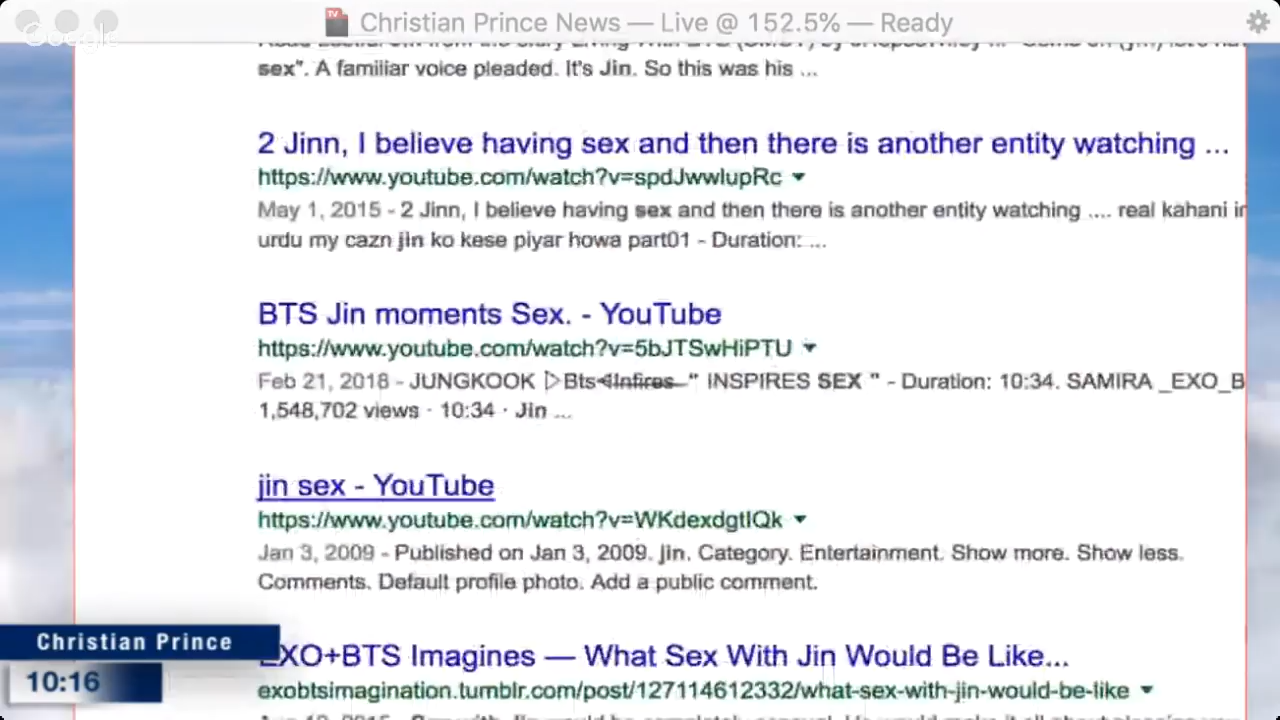 Christian Prince News — Live @ 152.5% — Ready
Google
sex". A familiar voice pleaded. It's Jin. So this was his ...
2 Jinn, I believe having sex and then there is another entity watching ...
https://www.youtube.com/watch?v=spdJwwlupRc
May 1, 2015 - 2 Jinn, I believe having sex and then there is another entity watching .... real kahani in
urdu my cazn jin ko kese piyar howa part01 - Duration: ...
BTS Jin moments Sex. - YouTube
https://www.youtube.com/watch?v=5bJTSwHiPTU
Feb 21, 2018 - JUNGKOOK ▷Bts⊲Infires " INSPIRES SEX " - Duration: 10:34. SAMIRA _EXO_B
1,548,702 views · 10:34 · Jin ...
jin sex - YouTube
https://www.youtube.com/watch?v=WKdexdgtlQk
Jan 3, 2009 - Published on Jan 3, 2009. jin. Category. Entertainment. Show more. Show less.
Comments. Default profile photo. Add a public comment.
Christian Prince
EXO+BTS Imagines — What Sex With Jin Would Be Like...
10:16
exobtsimagination.tumblr.com/post/127114612332/what-sex-with-jin-would-be-like